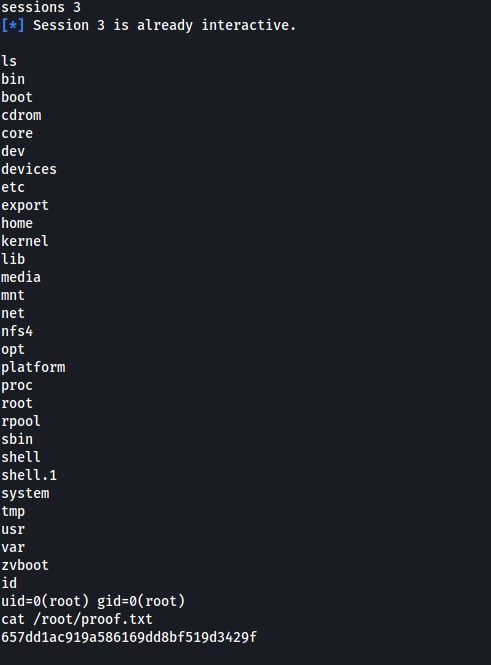 sessions 3
[*] Session 3 is already interactive.
ls
bin
boot
cdrom
core
dev
devices
etc
export
home
kernel
lib
media
mnt
net
nfs4
opt
platform
proc
root
rpool
sbin
shell
shell.1
system
tmp
usr
var
zvboot
id
uid=0(root) gid=0(root)
cat /root/proof.txt
657dd1ac919a586169dd8bf519d3429f